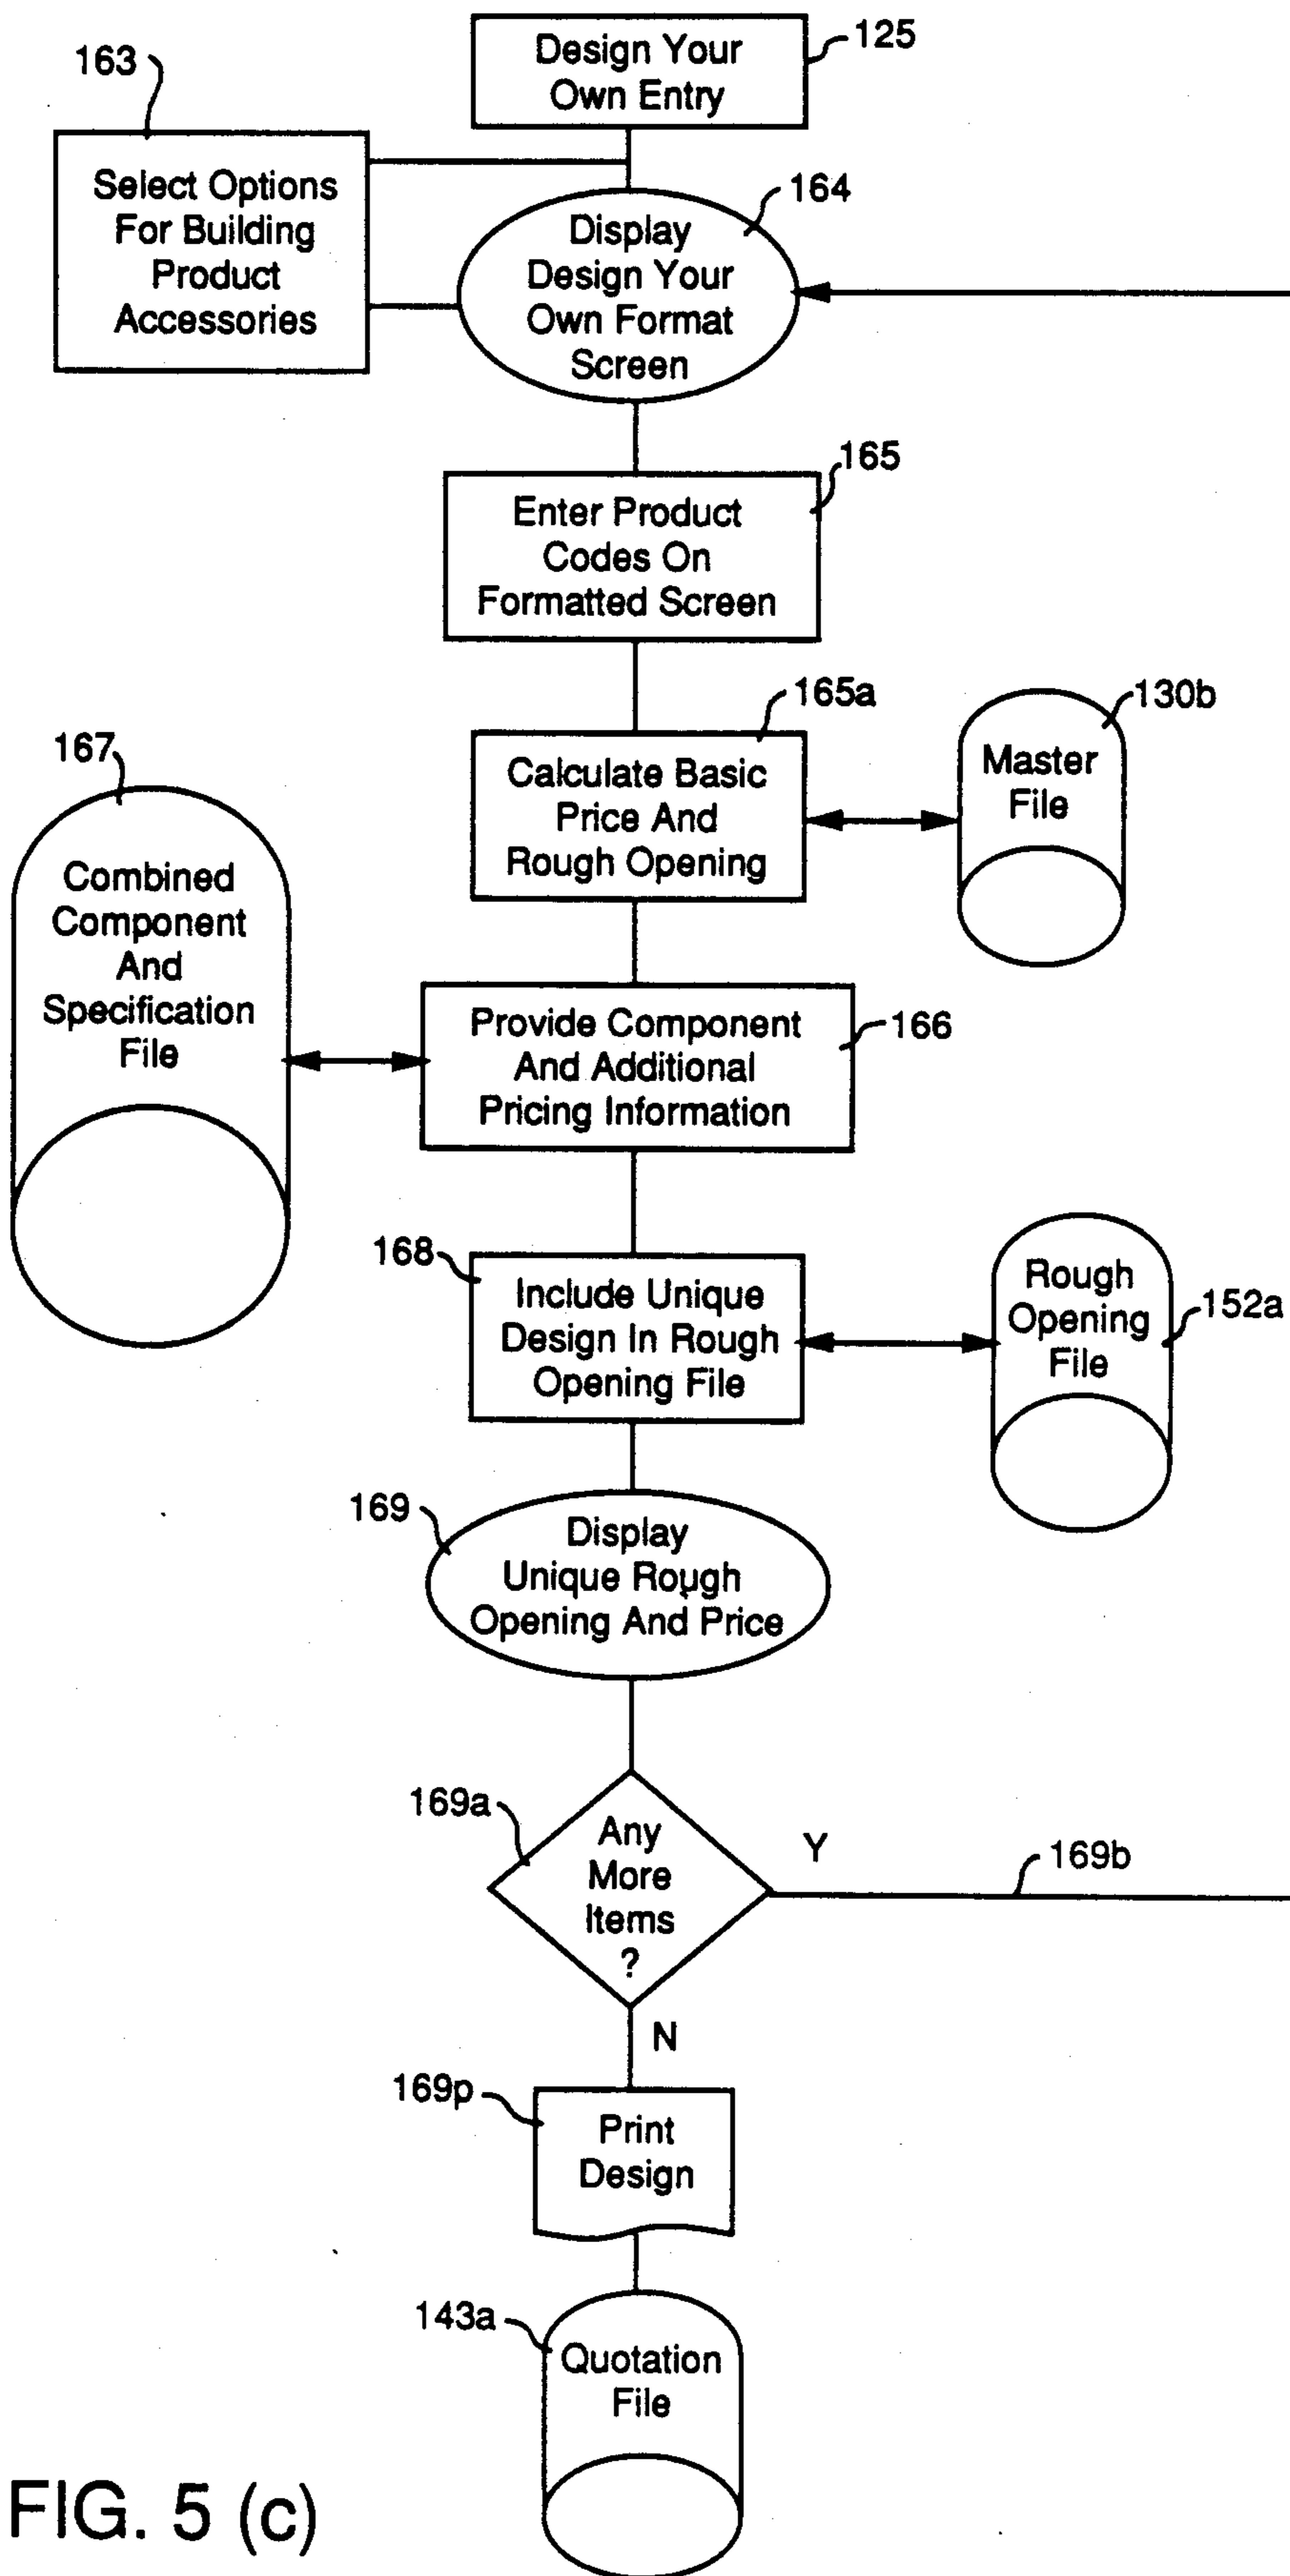 Design Your
Own Entry
125
163
Select Options
For Building
Product
Accessories
164
Display
Design Your
Own Format
Screen
165
Enter Product
Codes On
Formatted Screen
165a
Calculate Basic
Price And
Rough Opening
130b
Master
File
167
Combined
Component
And
Specification
File
Provide Component
And Additional
Pricing Information
166
168
Include Unique
Design In Rough
Opening File
Rough
Opening
File
152a
169
Display
Unique Rough
Opening And Price
169a
Any
More
Items
?
Y
169b
N
169p
Print
Design
143a
Quotation
File
FIG. 5 (c)